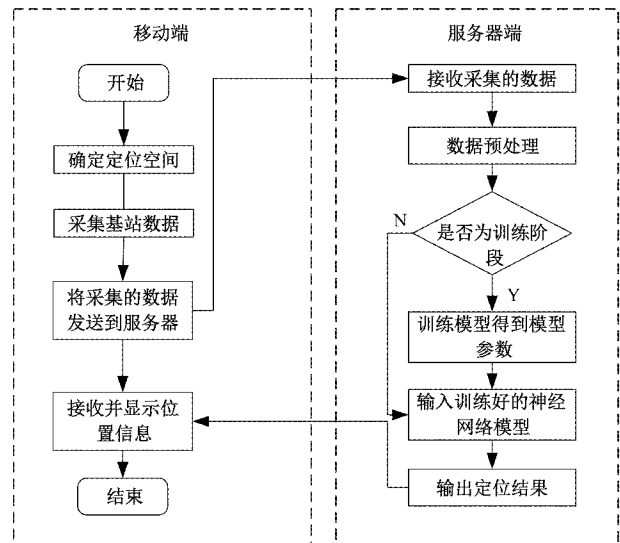 移动端
开始
确定定位空间
采集基站数据
将采集的数据
发送到服务器
接收并显示位
置信息
结束
服务器端
接收采集的数据
数据预处理
是否为训练阶
段
N
Y
训练模型得到模型
参数
输入训练好的神经
网络模型
输出定位结果